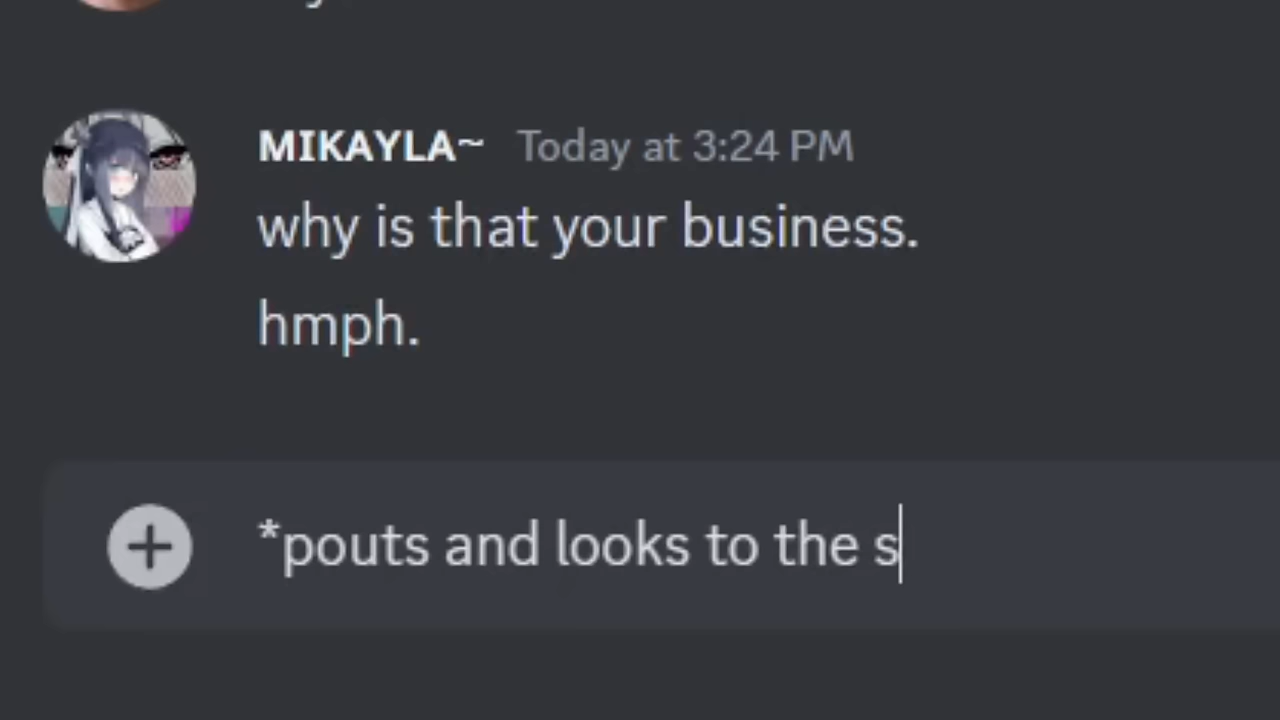 MIKAYLA~ Today at 3:24 PM
why is that your business.
hmph.
*pouts and looks to the s